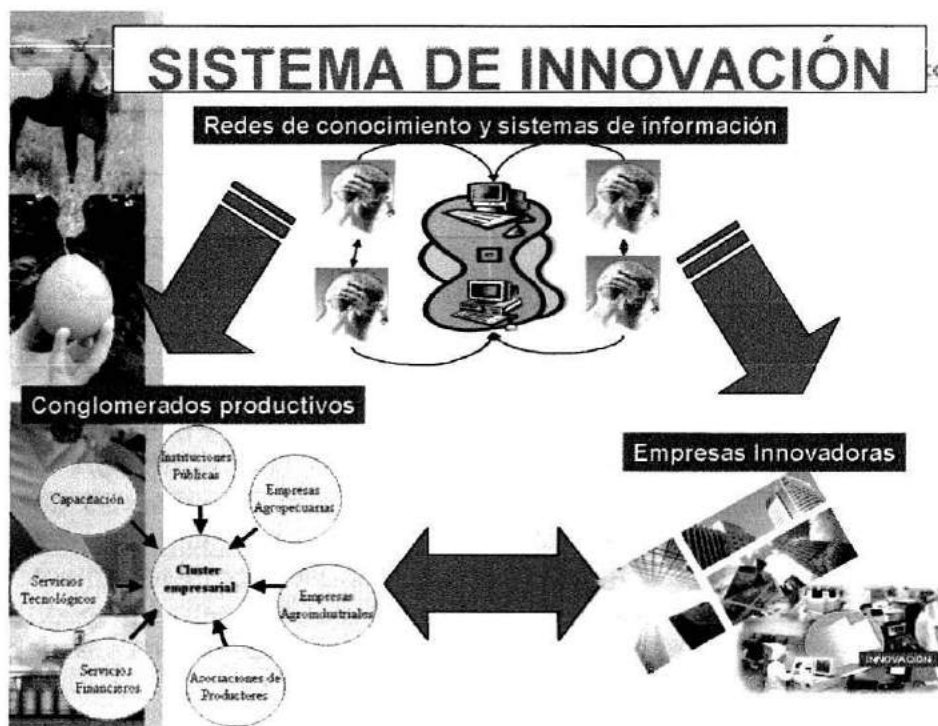 SISTEMA DE INNOVACIÓN
Redes de conocimiento y sistemas de información
Conglomerados productivos
Instituciones
Públicas
Capacitación
Empresas
Agropecuarias
Servicios
Tecnológicos
Cluster
empresarial
Empresas
Agroindustriales
Servicios
Financieros
Asociaciones de
Productores
Empresas Innovadoras
INNOVACIÓN